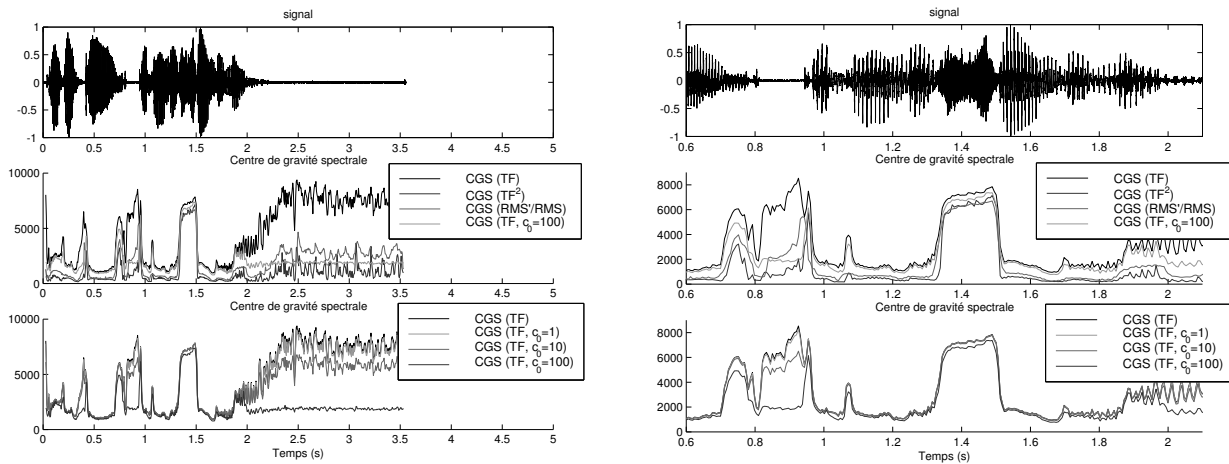 signal
1
0.5
0
-0.5
-1
0 0.5 1 1.5 2 2.5 3 3.5 4 4.5 5
Centre de gravité spectrale
10000
5000
0
CGS (TF)
CGS (TF²)
CGS (RMS'/RMS)
CGS (TF, c₀=100)
0 0.5 1 1.5 2 2.5 3 3.5 4 4.5 5
Centre de gravité spectrale
10000
5000
0
CGS (TF)
CGS (TF, c₀=1)
CGS (TF, c₀=10)
CGS (TF, c₀=100)
0 0.5 1 1.5 2 2.5 3 3.5 4 4.5 5
Temps (s)
signal
1
0.5
0
-0.5
-1
0.6 0.8 1 1.2 1.4 1.6 1.8 2
Centre de gravité spectrale
8000
6000
4000
2000
0
CGS (TF)
CGS (TF²)
CGS (RMS'/RMS)
CGS (TF, c₀=100)
0.6 0.8 1 1.2 1.4 1.6 1.8 2
Centre de gravité spectrale
8000
6000
4000
2000
0
CGS (TF)
CGS (TF, c₀=1)
CGS (TF, c₀=10)
CGS (TF, c₀=100)
0.6 0.8 1 1.2 1.4 1.6 1.8 2
Temps (s)